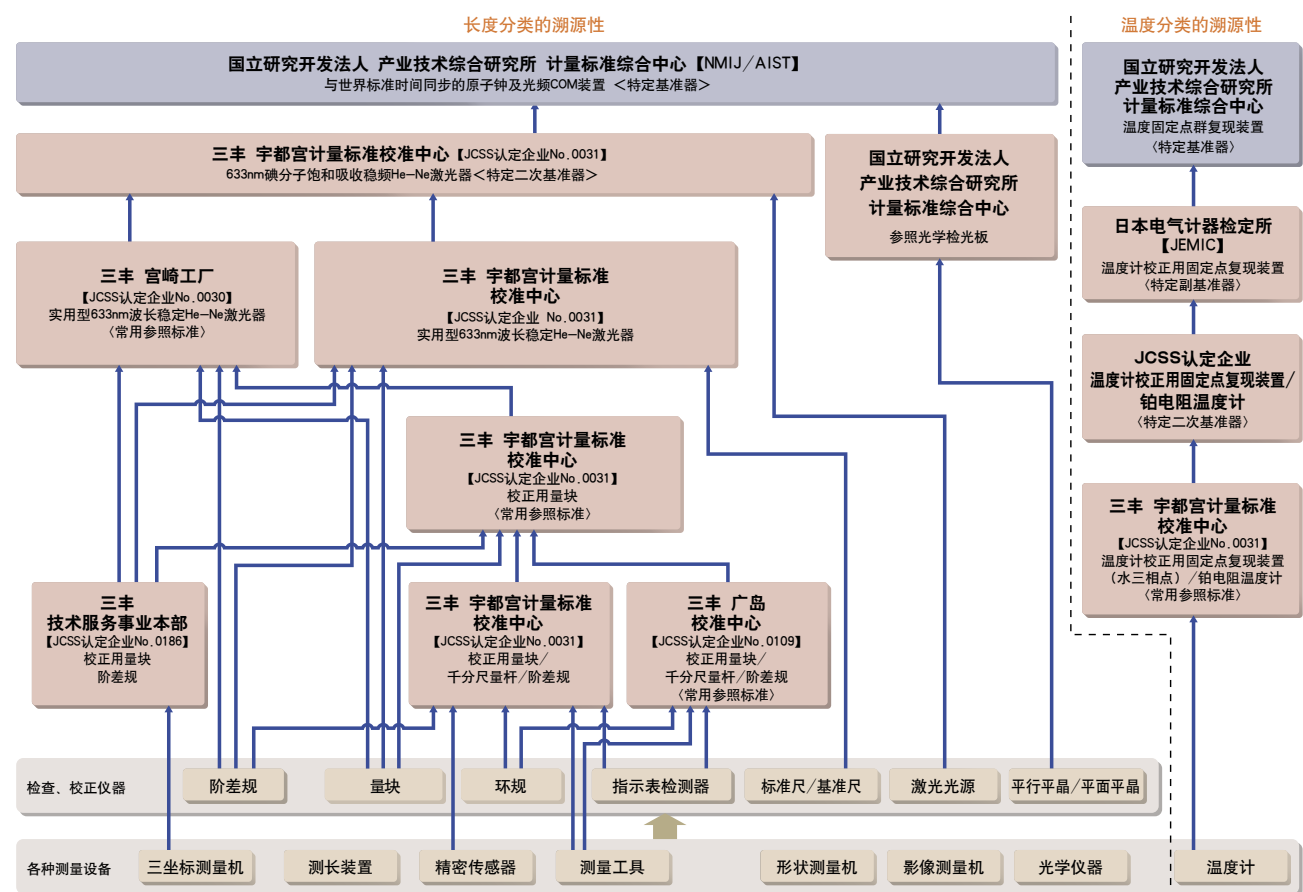 长度分类的溯源性
温度分类的溯源性
国立研究开发法人 产业技术综合研究所 计量标准综合中心【NMIJ/AIST】
与世界标准时间同步的原子钟及光频COM装置 <特定基准器>
国立研究开发法人
产业技术综合研究所
计量标准综合中心
温度固定点群复现装置
〈特定基准器〉
三丰 宇都宫计量标准校准中心【JCSS认定企业No.0031】
633nm碘分子饱和吸收稳频He-Ne激光器<特定二次基准器>
国立研究开发法人
产业技术综合研究所
计量标准综合中心
参照光学检光板
日本电气计器检定所
【JEMIC】
温度计校正用固定点复现装置
〈特定副基准器〉
三丰 宫崎工厂
【JCSS认定企业No.0030】
实用型633nm波长稳定He-Ne激光器
〈常用参照标准〉
三丰 宇都宫计量标准
校准中心
【JCSS认定企业 No.0031】
实用型633nm波长稳定He-Ne激光器
JCSS认定企业
温度计校正用固定点复现装置/
铂电阻温度计
〈特定二次基准器〉
三丰 宇都宫计量标准
校准中心
【JCSS认定企业No.0031】
校正用量块
〈常用参照标准〉
三丰 宇都宫计量标准
校准中心
【JCSS认定企业No.0031】
温度计校正用固定点复现装置
（水三相点）/铂电阻温度计
〈常用参照标准〉
三丰
技术服务事业本部
【JCSS认定企业No.0186】
校正用量块
阶差规
三丰 宇都宫计量标准
校准中心
【JCSS认定企业No.0031】
校正用量块/
千分尺量杆/阶差规
三丰 广岛
校准中心
【JCSS认定企业No.0109】
校正用量块/
千分尺量杆/阶差规
〈常用参照标准〉
检查、校正仪器
阶差规
量块
环规
指示表检测器
标准尺/基准尺
激光光源
平行平晶/平面平晶
各种测量设备
三坐标测量机
测长装置
精密传感器
测量工具
形状测量机
影像测量机
光学仪器
温度计